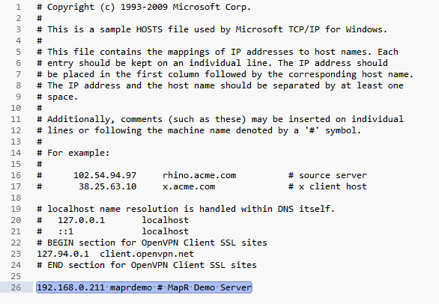 1 # Copyright (c) 1993-2009 Microsoft Corp.
2 #
3 # This is a sample HOSTS file used by Microsoft TCP/IP for Windows.
4 #
5 # This file contains the mappings of IP addresses to host names. Each
6 # entry should be kept on an individual line. The IP address should
7 # be placed in the first column followed by the corresponding host name.
8 # The IP address and the host name should be separated by at least one
9 # space.
10 #
11 # Additionally, comments (such as these) may be inserted on individual
12 # lines or following the machine name denoted by a '#' symbol.
13 #
14 # For example:
15 #
16 # 102.54.94.97 rhino.acme.com # source server
17 # 38.25.63.10 x.acme.com # x client host
18
19 # localhost name resolution is handled within DNS itself.
20 # 127.0.0.1 localhost
21 # ::1 localhost
22 # BEGIN section for OpenVPN Client SSL sites
23 127.94.0.1 client.openvpn.net
24 # END section for OpenVPN Client SSL sites
25
26 192.168.0.211 maprdemo # MapR Demo Server